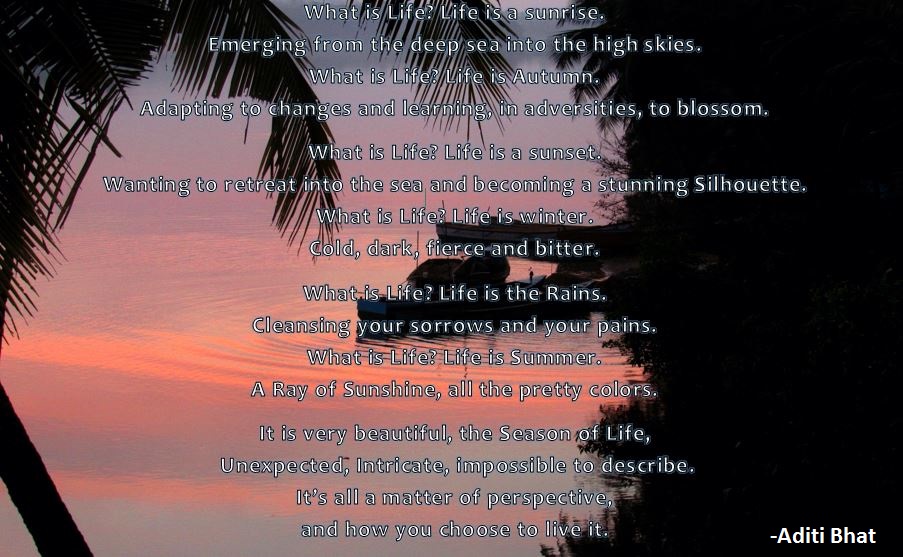 What is Life? Life is a sunrise.
Emerging from the deep sea into the high skies.
What is Life? Life is Autumn.
Adapting to changes and learning, in adversities, to blossom.
What is Life? Life is a sunset.
Wanting to retreat into the sea and becoming a stunning Silhouette.
What is Life? Life is winter.
Cold, dark, fierce and bitter.
What is Life? Life is the Rains.
Cleansing your sorrows and your pains.
What is Life? Life is Summer.
A Ray of Sunshine, all the pretty colors.
It is very beautiful, the Season of Life,
Unexpected, Intricate, impossible to describe.
It’s all a matter of perspective,
and how you choose to live it.
-Aditi Bhat